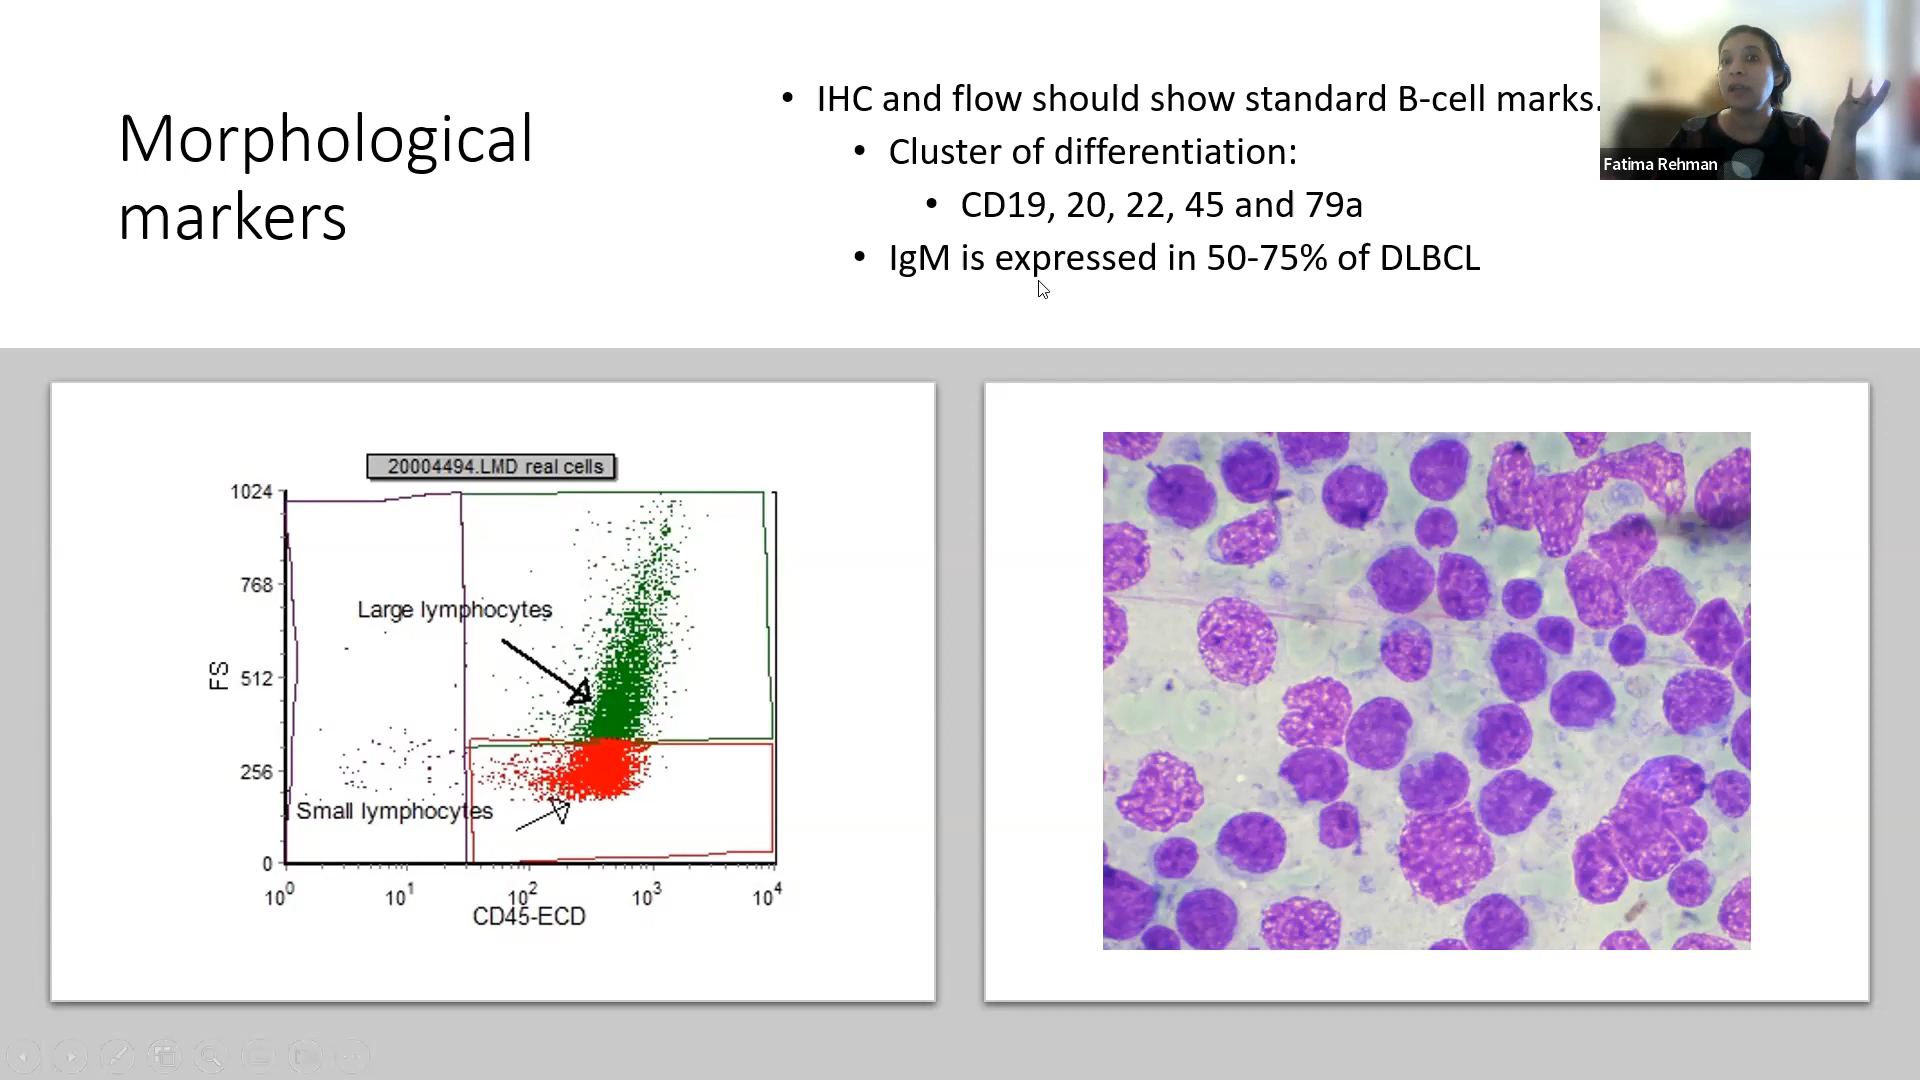 Morphological
markers
• IHC and flow should show standard B-cell marks.
• Cluster of differentiation:
• CD19, 20, 22, 45 and 79a
• IgM is expressed in 50-75% of DLBCL
Fatima Rehman
20004494.LMD real cells
1024
768
512
256
0
FS
Large lymphocytes
Small lymphocytes
10⁰ 10¹ 10² 10³ 10⁴
CD45-ECD